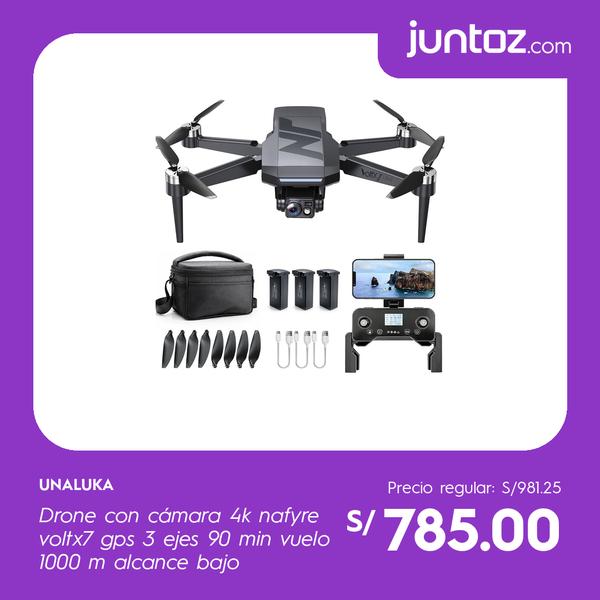 juntoz.com
Voltx7
UNALUKA
Drone con cámara 4k nafyre
voltx7 gps 3 ejes 90 min vuelo
1000 m alcance bajo
Precio regular: S/981.25
S/785.00